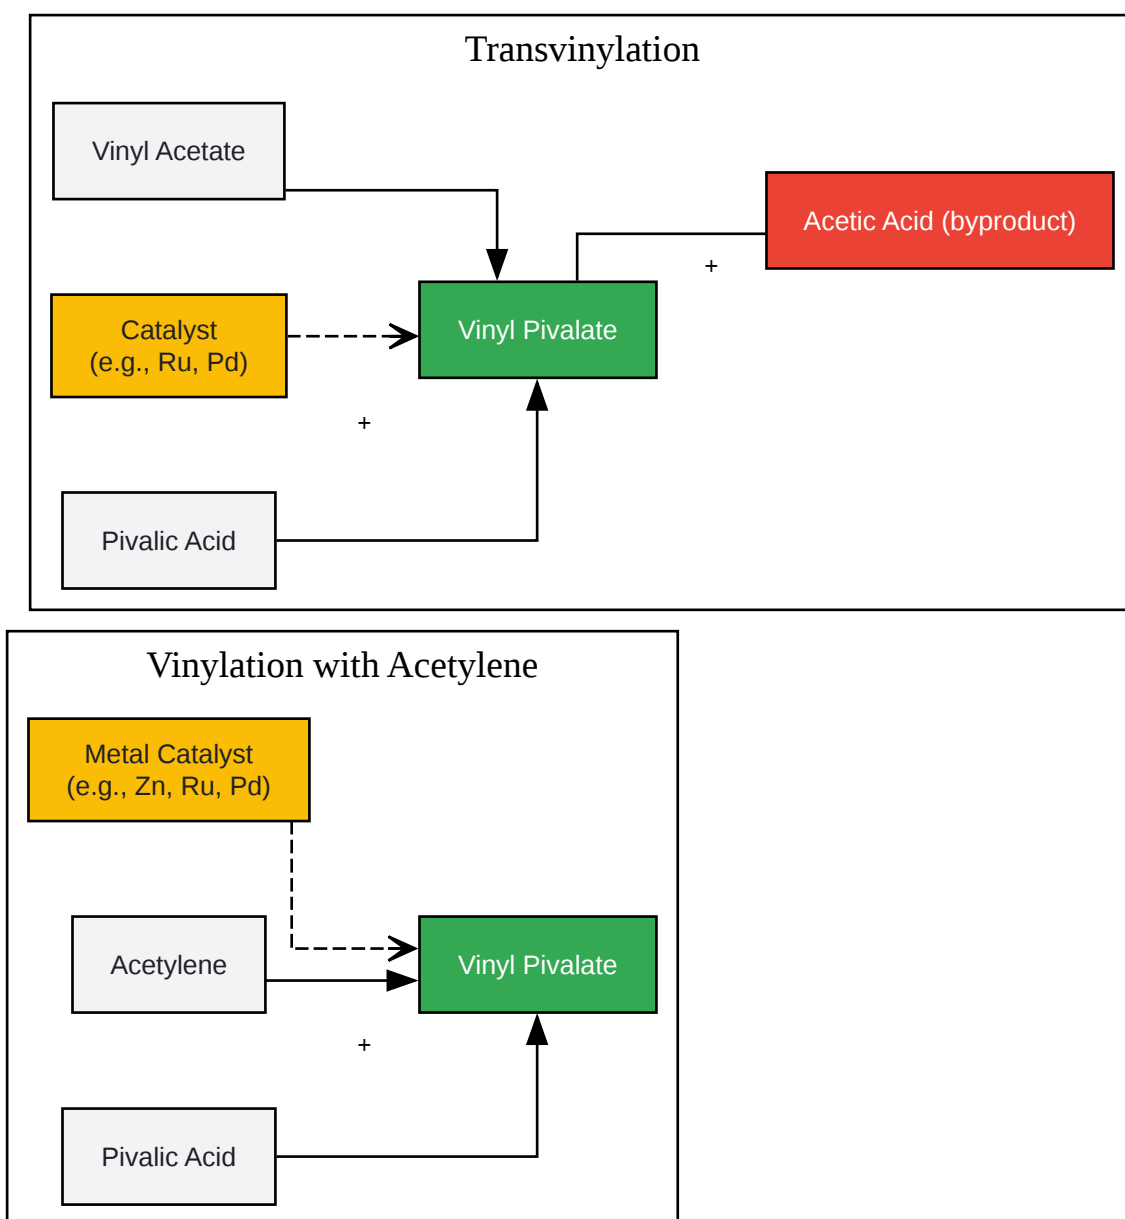 Transvinylation
Vinyl Acetate
Acetic Acid (byproduct)
+
Catalyst
(e.g., Ru, Pd)
Vinyl Pivalate
+
Pivalic Acid
Vinylation with Acetylene
Metal Catalyst
(e.g., Zn, Ru, Pd)
Acetylene
Vinyl Pivalate
+
Pivalic Acid